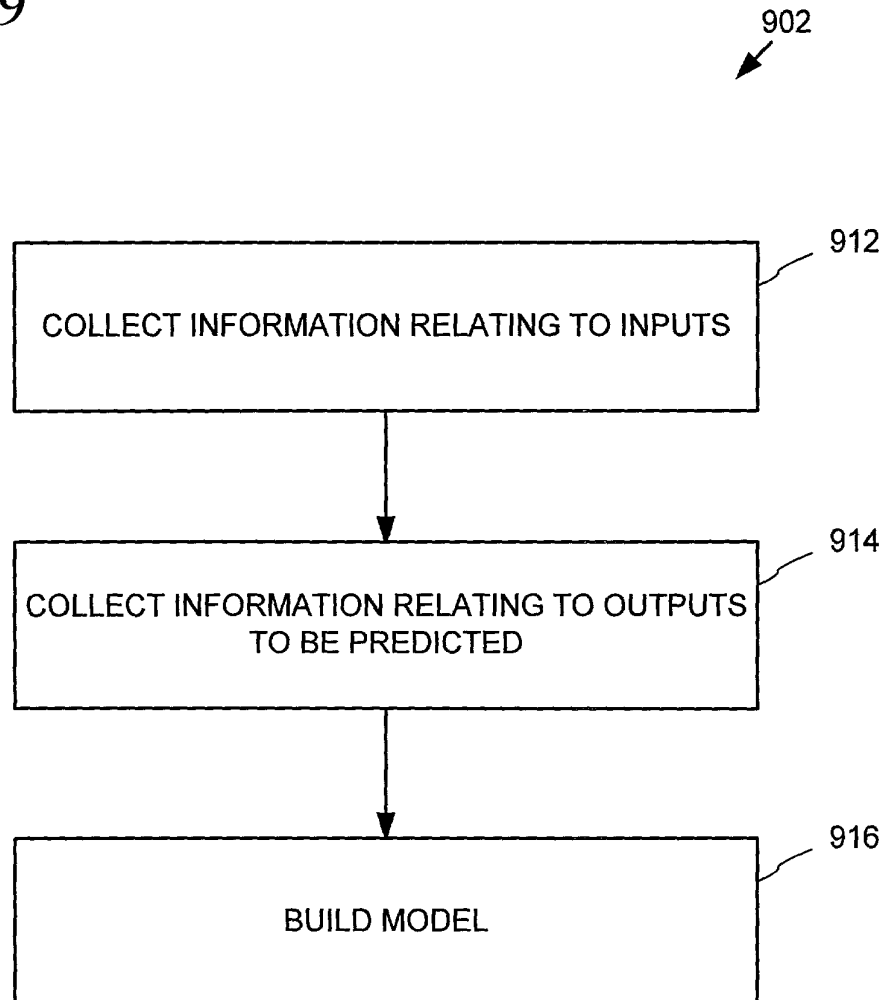 9
902
912
COLLECT INFORMATION RELATING TO INPUTS
914
COLLECT INFORMATION RELATING TO OUTPUTS
TO BE PREDICTED
916
BUILD MODEL